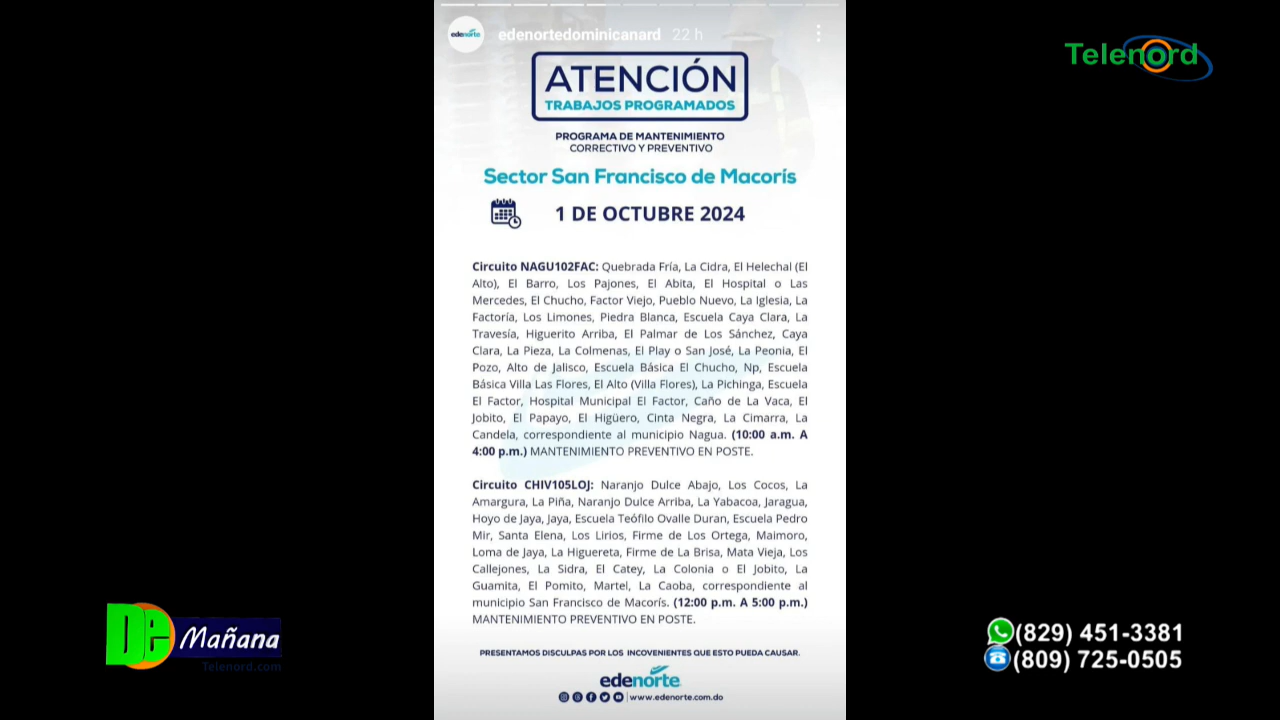 edenorte
edenortedominicanard 22 h
Telenord
ATENCIÓN
TRABAJOS PROGRAMADOS
PROGRAMA DE MANTENIMIENTO
CORRECTIVO Y PREVENTIVO
Sector San Francisco de Macorís
1 DE OCTUBRE 2024
Circuito NAGU102FAC: Quebrada Fría, La Cidra, El Helechal (El
Alto), El Barro, Los Pajones, El Abita, El Hospital o Las
Mercedes, El Chucho, Factor Viejo, Pueblo Nuevo, La Iglesia, La
Factoría, Los Limones, Piedra Blanca, Escuela Caya Clara, La
Travesía, Higuerito Arriba, El Palmar de Los Sánchez, Caya
Clara, La Pieza, La Colmenas, El Play o San José, La Peonia, El
Pozo, Alto de Jalisco, Escuela Básica El Chucho, Np, Escuela
Básica Villa Las Flores, El Alto (Villa Flores), La Pichinga, Escuela
El Factor, Hospital Municipal El Factor, Caño de La Vaca, El
Jobito, El Papayo, El Higüero, Cinta Negra, La Cimarra, La
Candela, correspondiente al municipio Nagua. (10:00 a.m. A
4:00 p.m.) MANTENIMIENTO PREVENTIVO EN POSTE.
Circuito CHIV105LOJ: Naranjo Dulce Abajo, Los Cocos, La
Amargura, La Piña, Naranjo Dulce Arriba, La Yabacoa, Jaragua,
Hoyo de Jaya, Jaya, Escuela Teófilo Ovalle Duran, Escuela Pedro
Mir, Santa Elena, Los Lirios, Firme de Los Ortega, Maimoro,
Loma de Jaya, La Higuereta, Firme de La Brisa, Mata Vieja, Los
Callejones, La Sidra, El Catey, La Colonia o El Jobito, La
Guamita, El Pomito, Martel, La Caoba, correspondiente al
municipio San Francisco de Macorís. (12:00 p.m. A 5:00 p.m.)
MANTENIMIENTO PREVENTIVO EN POSTE.
PRESENTAMOS DISCULPAS POR LOS INCOVENIENTES QUE ESTO PUEDA CAUSAR.
edenorte
www.edenorte.com.do
De Mañana
Telenord.com
(829) 451-3381
(809) 725-0505